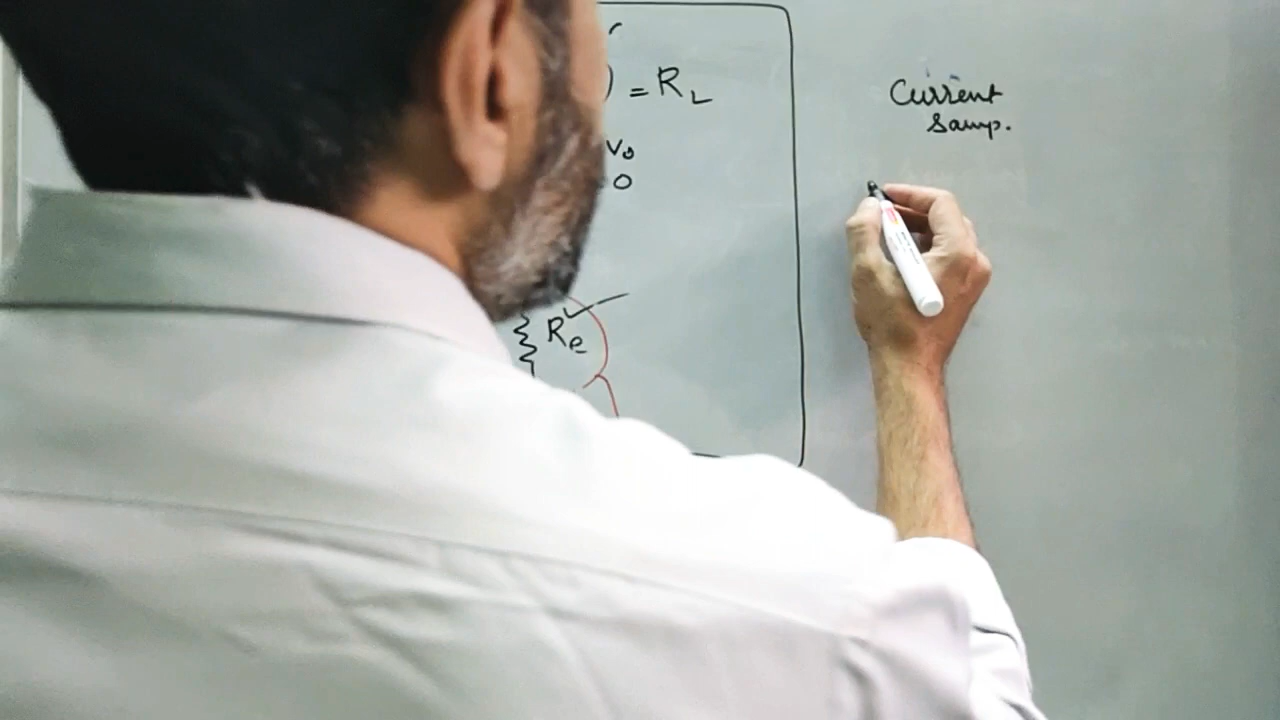 ) = R_L
V_o
o
R_e
Current
Samp.